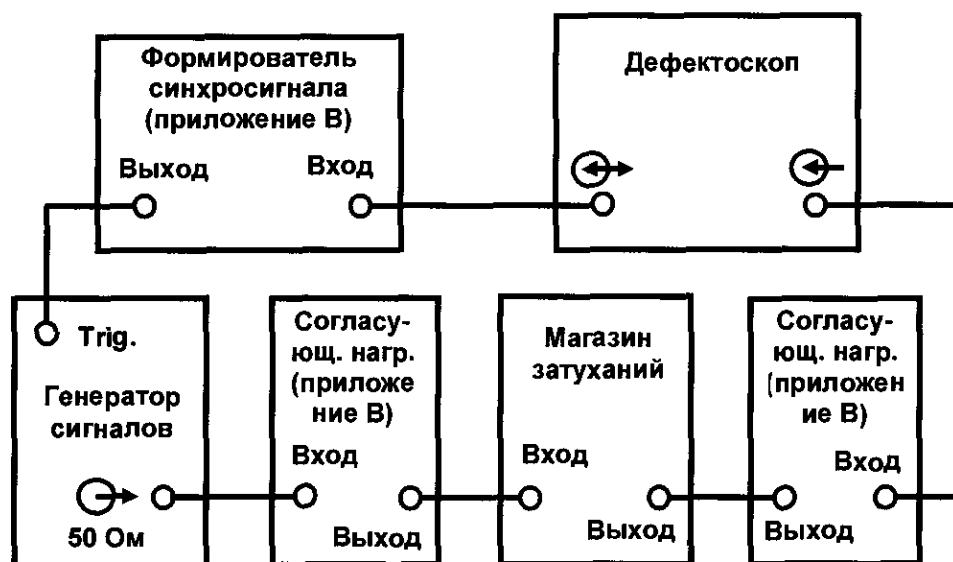 Формирователь
синхросигнала
(приложение В)
Выход
Вход
Дефектоскоп
Trig.
Генератор
сигналов
50 Ом
Согласу-
ющ. нагр.
(приложе
ние В)
Вход
Выход
Магазин
затуханий
Вход
Выход
Согласу-
ющ. нагр.
(приложен
ие В)
Вход
Выход